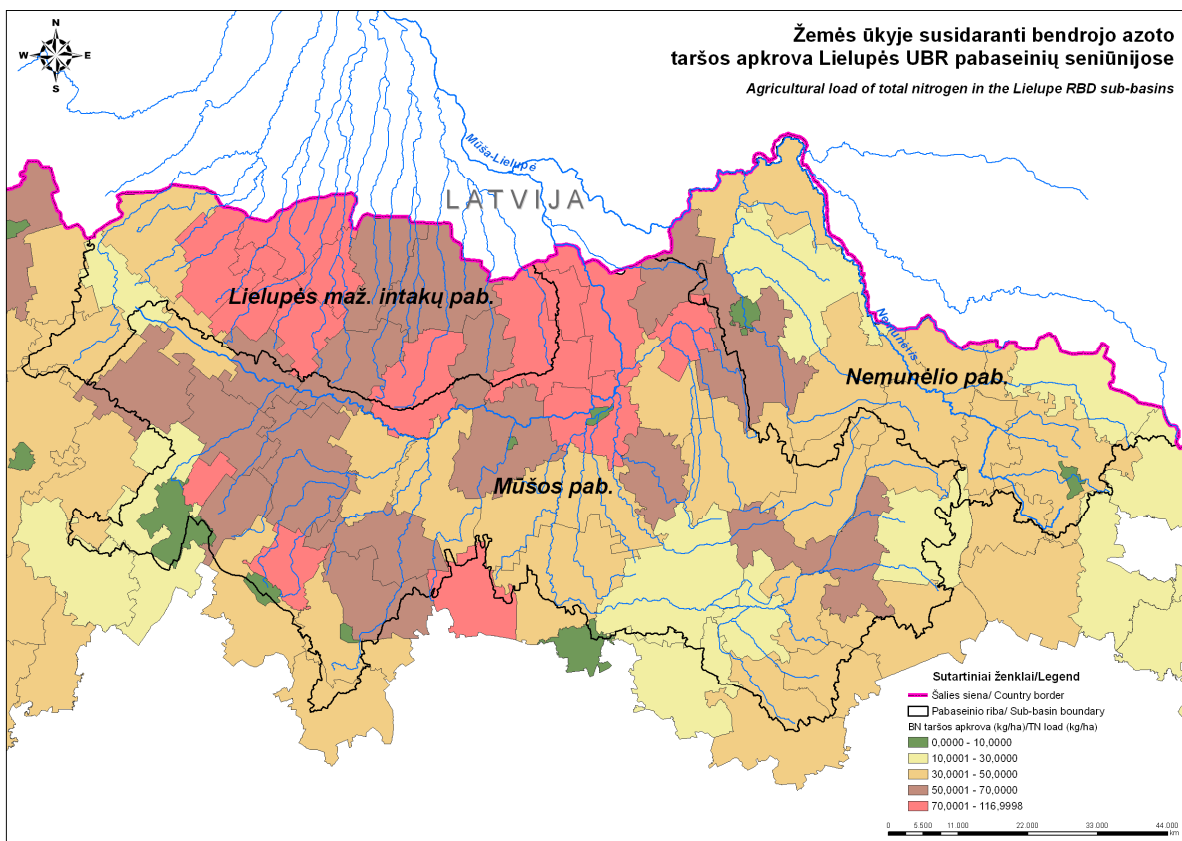 Žemės ūkyje susidaranti bendrojo azoto
taršos apkrova Lielupės UBR pabaseinių seniūnijose
Agricultural load of total nitrogen in the Lielupe RBD sub-basins
N
W
E
S
Mūša-Lielupė
LATVIJA
Lielupės maž. intakų pab.
Nemunėlis
Nemunėlio pab.
Mūšos pab.
Sutartiniai ženklai/Legend
Šalies siena/ Country border
Pabaseinio riba/ Sub-basin boundary
BN taršos apkrova (kg/ha)/TN load (kg/ha)
0,0000 - 10,0000
10,0001 - 30,0000
30,0001 - 50,0000
50,0001 - 70,0000
70,0001 - 116,9998
0 5.500 11.000 22.000 33.000 44.000
km